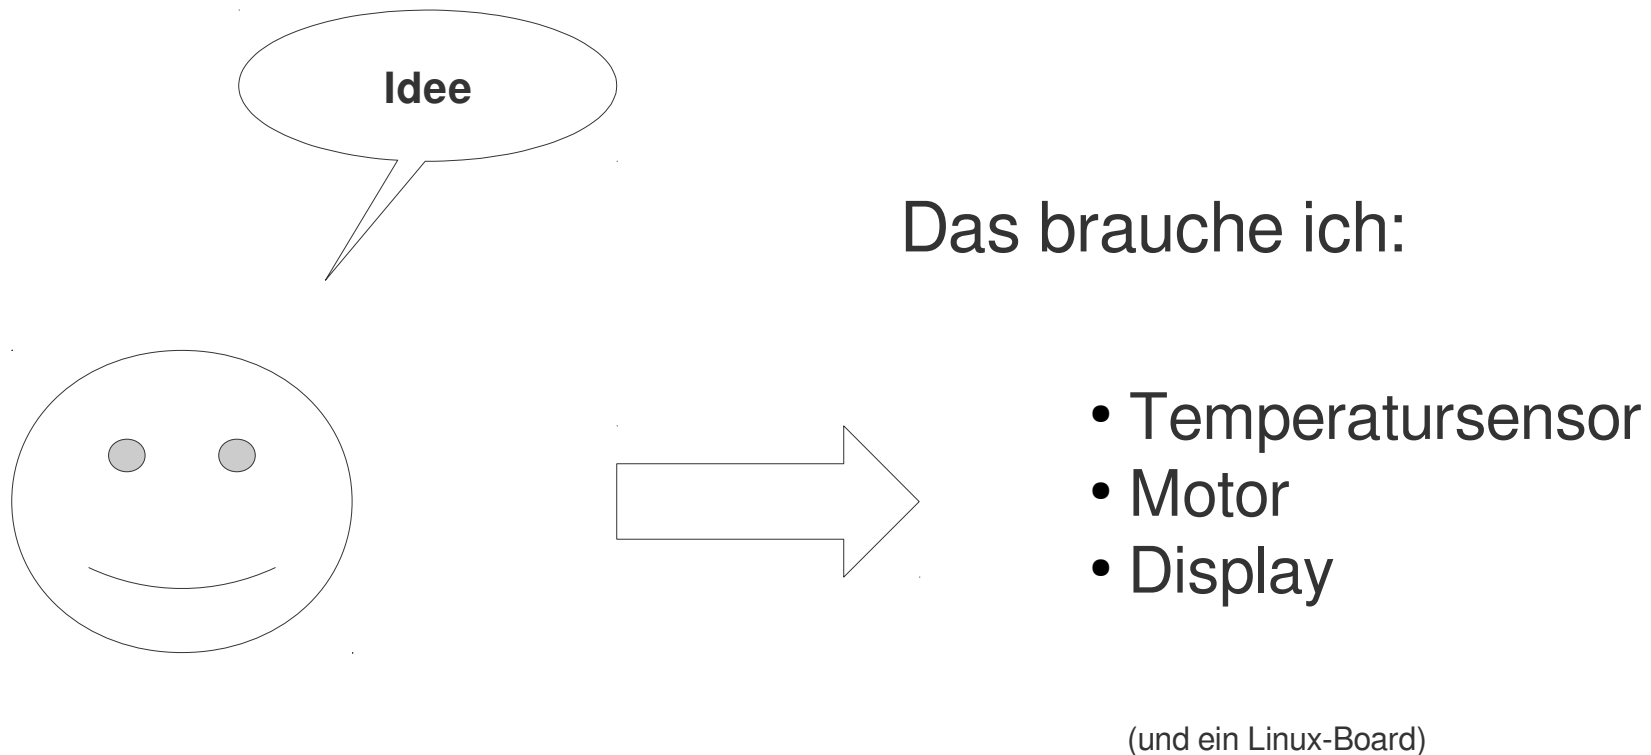 Idee
Das brauche ich:
• Temperatursensor
• Motor
• Display
(und ein Linux-Board)